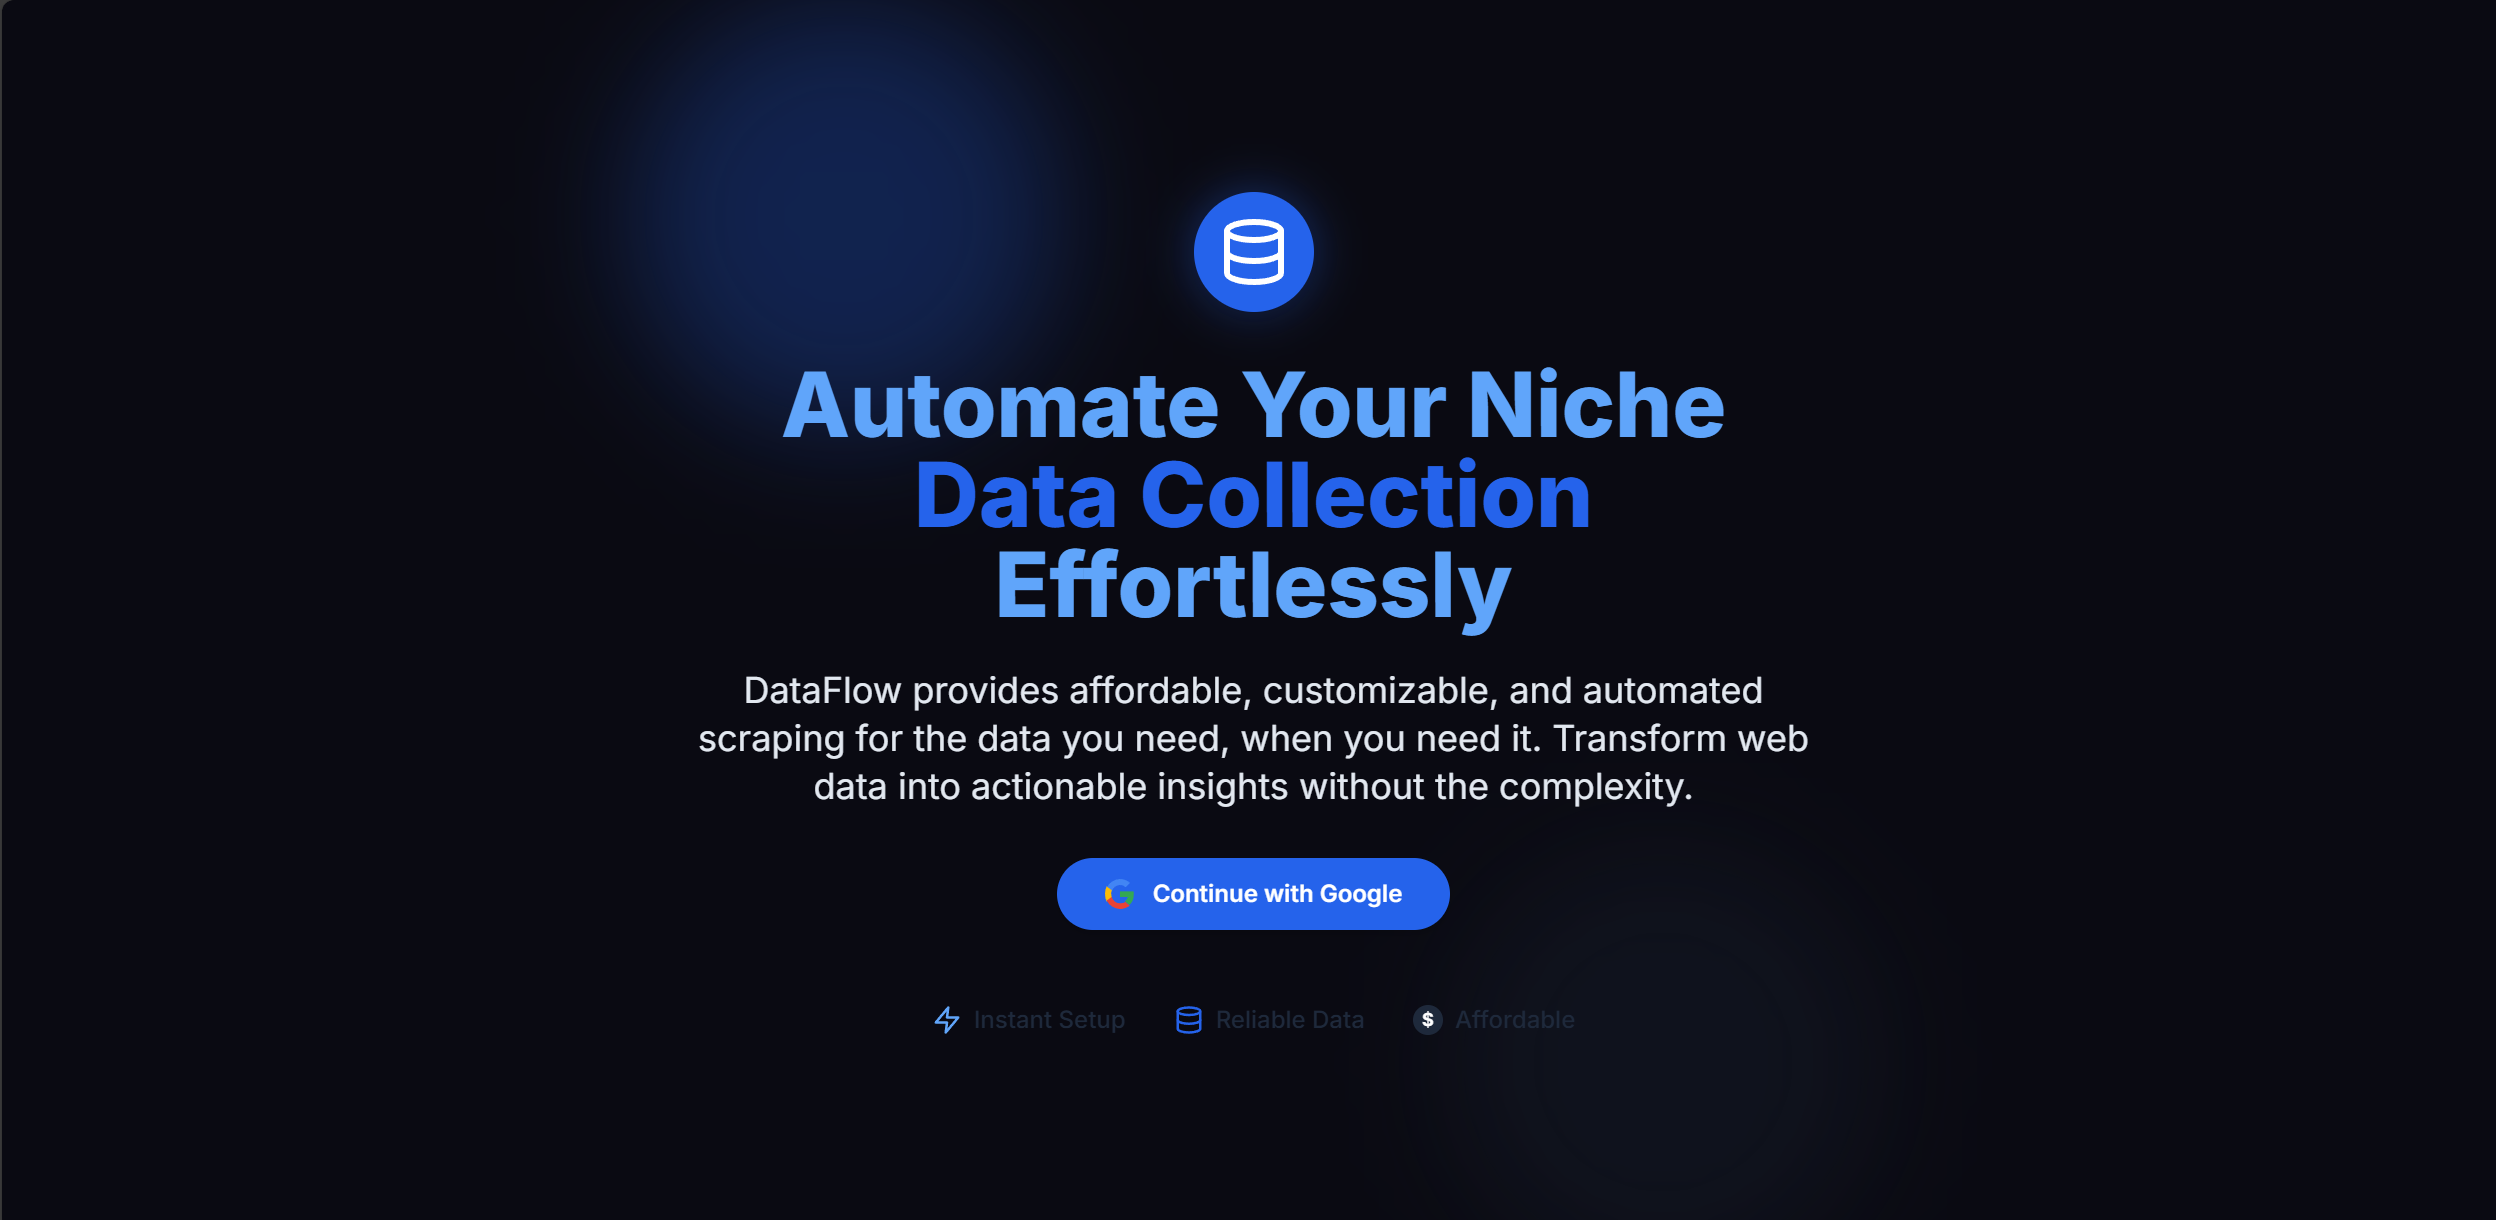 Automate Your Niche
Data Collection
Effortlessly
DataFlow provides affordable, customizable, and automated
scraping for the data you need, when you need it. Transform web
data into actionable insights without the complexity.
Continue with Google
Instant Setup
Reliable Data
$ Affordable